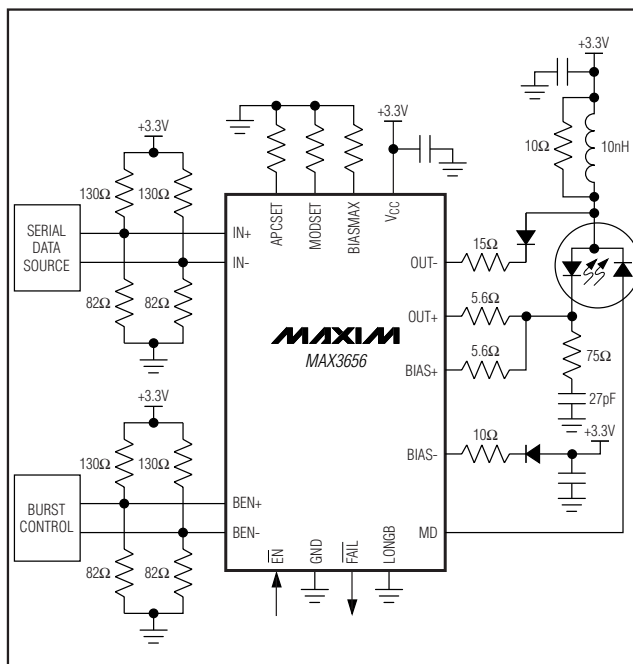 +3.3V
+3.3V
+3.3V
10Ω
10nH
130Ω
130Ω
SERIAL
DATA
SOURCE
82Ω
82Ω
APCSET
MODSET
BIASMAX
VCC
IN+
IN-
OUT-
15Ω
OUT+
5.6Ω
BIAS+
5.6Ω
75Ω
27pF
MAXIM
MAX3656
+3.3V
130Ω
130Ω
+3.3V
BIAS-
10Ω
BURST
CONTROL
BEN+
BEN-
MD
82Ω
82Ω
EN
GND
FAIL
LONGB